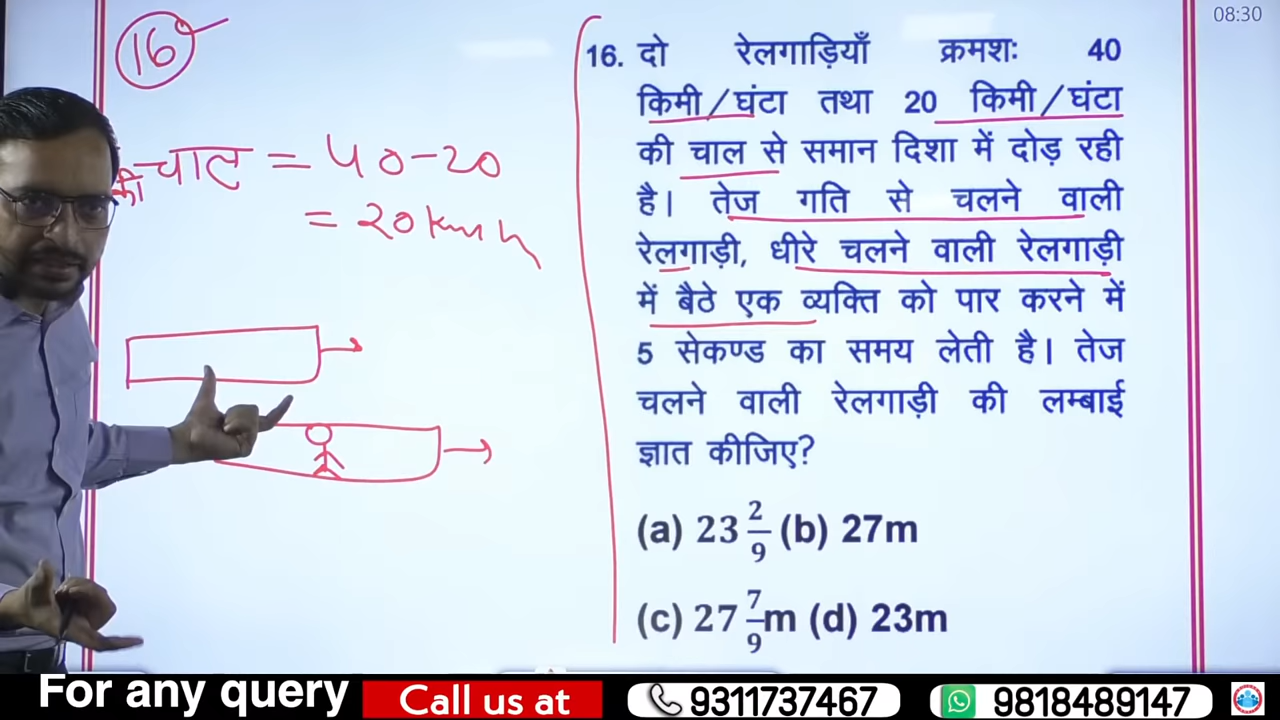 08:30
16
की चाल = 40-20
= 20 km h
16. दो रेलगाड़ियाँ क्रमशः 40
किमी/घंटा तथा 20 किमी/घंटा
की चाल से समान दिशा में दोड़ रही
है। तेज गति से चलने वाली
रेलगाड़ी, धीरे चलने वाली रेलगाड़ी
में बैठे एक व्यक्ति को पार करने में
5 सेकण्ड का समय लेती है। तेज
चलने वाली रेलगाड़ी की लम्बाई
ज्ञात कीजिए?
(a) 23 2/9 (b) 27m
(c) 27 7/9 m (d) 23m
For any query Call us at 9311737467 9818489147